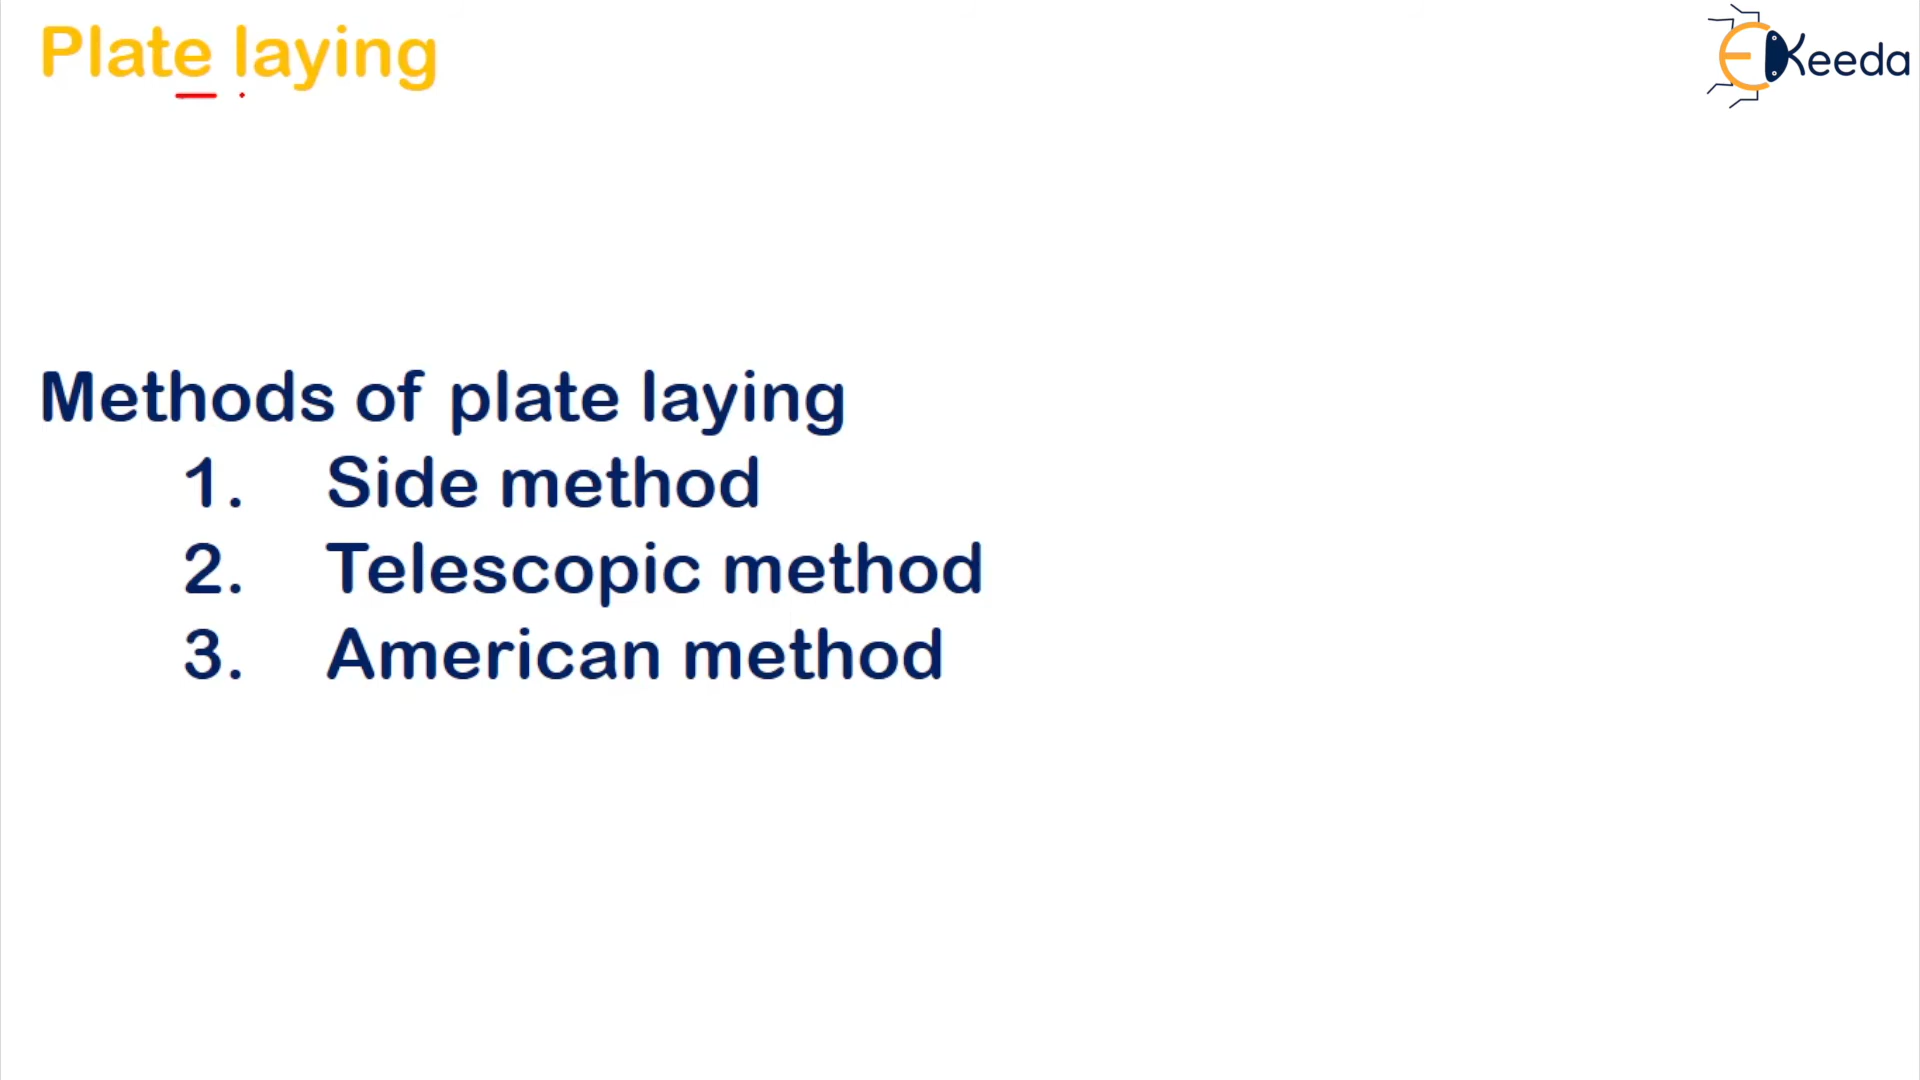 Plate laying
EKeeda
Methods of plate laying
1. Side method
2. Telescopic method
3. American method